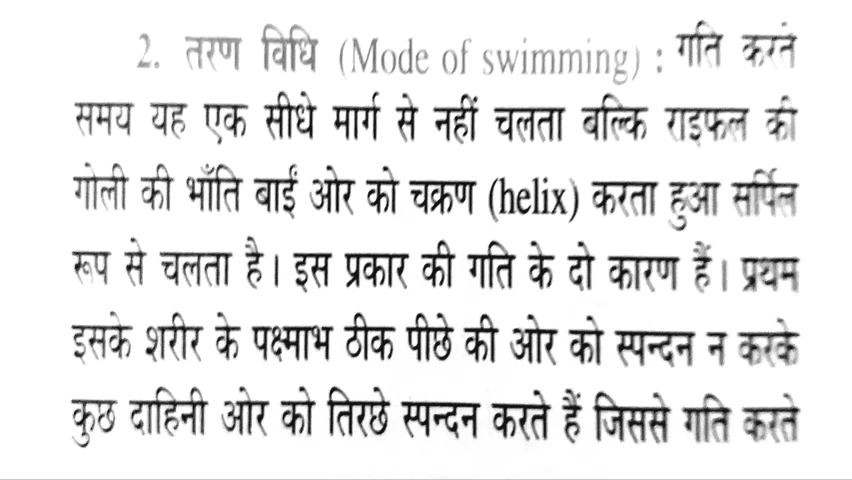 2. तरण विधि (Mode of swimming) : गति करते
समय यह एक सीधे मार्ग से नहीं चलता बल्कि राइफल की
गोली की भाँति बाईं ओर को चक्रण (helix) करता हुआ सर्पिल
रूप से चलता है। इस प्रकार की गति के दो कारण हैं। प्रथम
इसके शरीर के पक्ष्माभ ठीक पीछे की ओर को स्पन्दन न करके
कुछ दाहिनी ओर को तिरछे स्पन्दन करते हैं जिससे गति करते